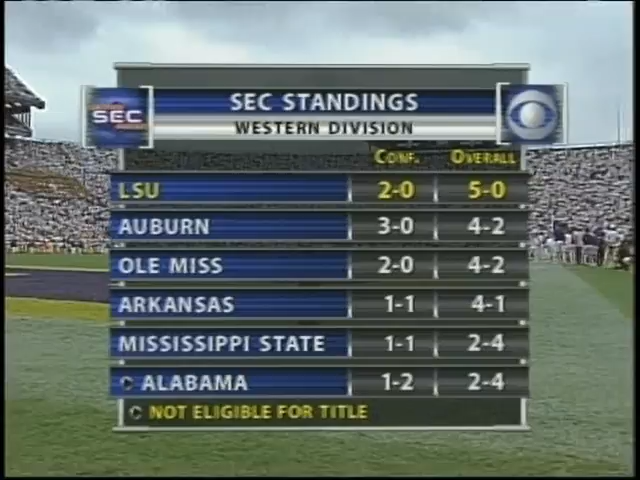 SEC
SEC STANDINGS
WESTERN DIVISION
CONF. OVERALL
LSU 2-0 5-0
AUBURN 3-0 4-2
OLE MISS 2-0 4-2
ARKANSAS 1-1 4-1
MISSISSIPPI STATE 1-1 2-4
ALABAMA 1-2 2-4
NOT ELIGIBLE FOR TITLE